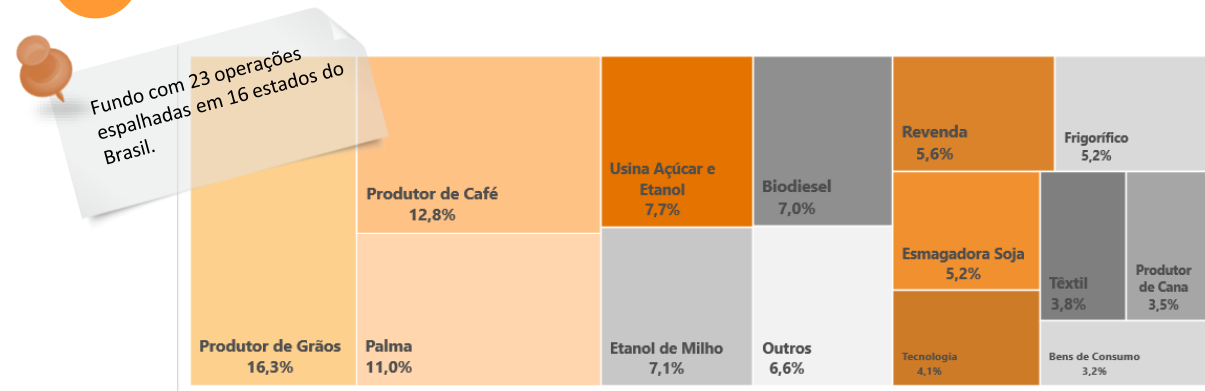 Fundo com 23 operações
espalhadas em 16 estados do
Brasil.
Produtor de Grãos
16,3%
Produtor de Café
12,8%
Palma
11,0%
Usina Açúcar e
Etanol
7,7%
Etanol de Milho
7,1%
Biodiesel
7,0%
Outros
6,6%
Revenda
5,6%
Frigorífico
5,2%
Esmagadora Soja
5,2%
Tecnologia
4,1%
Têxtil
3,8%
Produtor
de Cana
3,5%
Bens de Consumo
3,2%